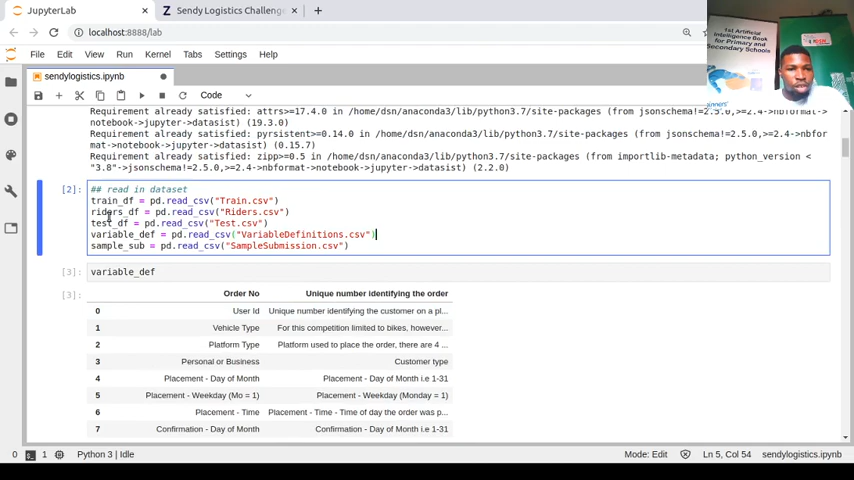 JupyterLab
Sendy Logistics Challeng
localhost:8888/lab
File Edit View Run Kernel Tabs Settings Help
sendylogistics.ipynb
Code
Requirement already satisfied: attrs>=17.4.0 in /home/dsn/anaconda3/lib/python3.7/site-packages (from jsonschema!=2.5.0,>=2.4->nbformat->
notebook->jupyter->datasist) (19.3.0)
Requirement already satisfied: pyrsistent>=0.14.0 in /home/dsn/anaconda3/lib/python3.7/site-packages (from jsonschema!=2.5.0,>=2.4->nbfor
mat->notebook->jupyter->datasist) (0.15.7)
Requirement already satisfied: zipp>=0.5 in /home/dsn/anaconda3/lib/python3.7/site-packages (from importlib-metadata; python_version <
"3.8"->jsonschema!=2.5.0,>=2.4->nbformat->notebook->jupyter->datasist) (2.2.0)
[2]: ## read in dataset
train_df = pd.read_csv("Train.csv")
riders_df = pd.read_csv("Riders.csv")
test_df = pd.read_csv("Test.csv")
variable_def = pd.read_csv("VariableDefinitions.csv")
sample_sub = pd.read_csv("SampleSubmission.csv")
[3]: variable_def
[3]: Order No Unique number identifying the order
0 User Id Unique number identifying the customer on a pl...
1 Vehicle Type For this competition limited to bikes, however...
2 Platform Type Platform used to place the order, there are 4 ...
3 Personal or Business Customer type
4 Placement - Day of Month Placement - Day of Month i.e 1-31
5 Placement - Weekday (Mo = 1) Placement - Weekday (Monday = 1)
6 Placement - Time Placement - Time - Time of day the order was p...
7 Confirmation - Day of Month Confirmation - Day of Month i.e 1-31
0 1 Python 3 | Idle Mode: Edit Ln 5, Col 54 sendylogistics.ipynb
1st Artificial
Intelligence Book
for Primary and
Secondary Schools